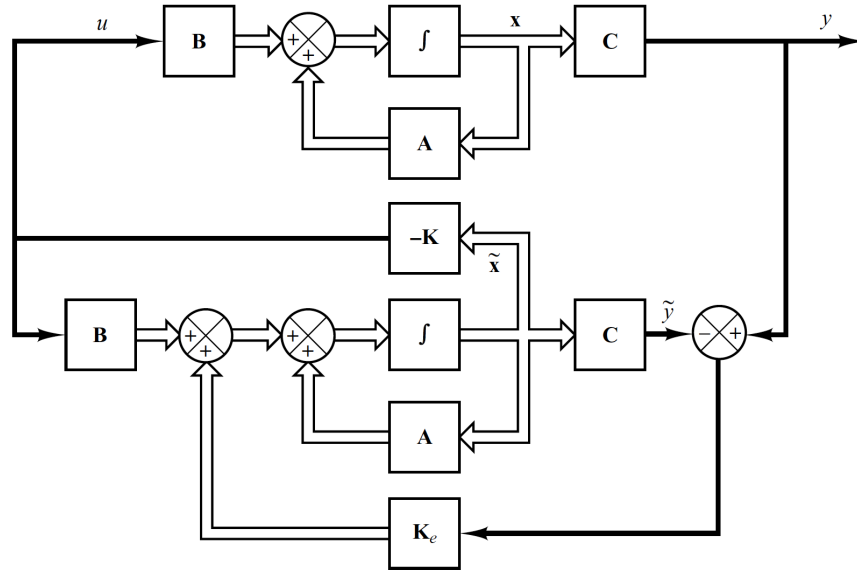 u B + + ∫ x C y
A
–K
x̃
B + + + + ∫ C ỹ – +
A
Kₑ